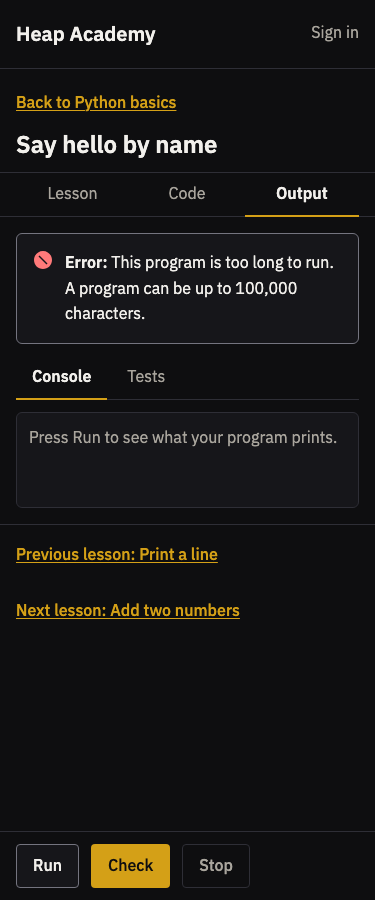 Heap Academy
Sign in
Back to Python basics
Say hello by name
Lesson
Code
Output
Error: This program is too long to run.
A program can be up to 100,000
characters.
Console
Tests
Press Run to see what your program prints.
Previous lesson: Print a line
Next lesson: Add two numbers
Run
Check
Stop